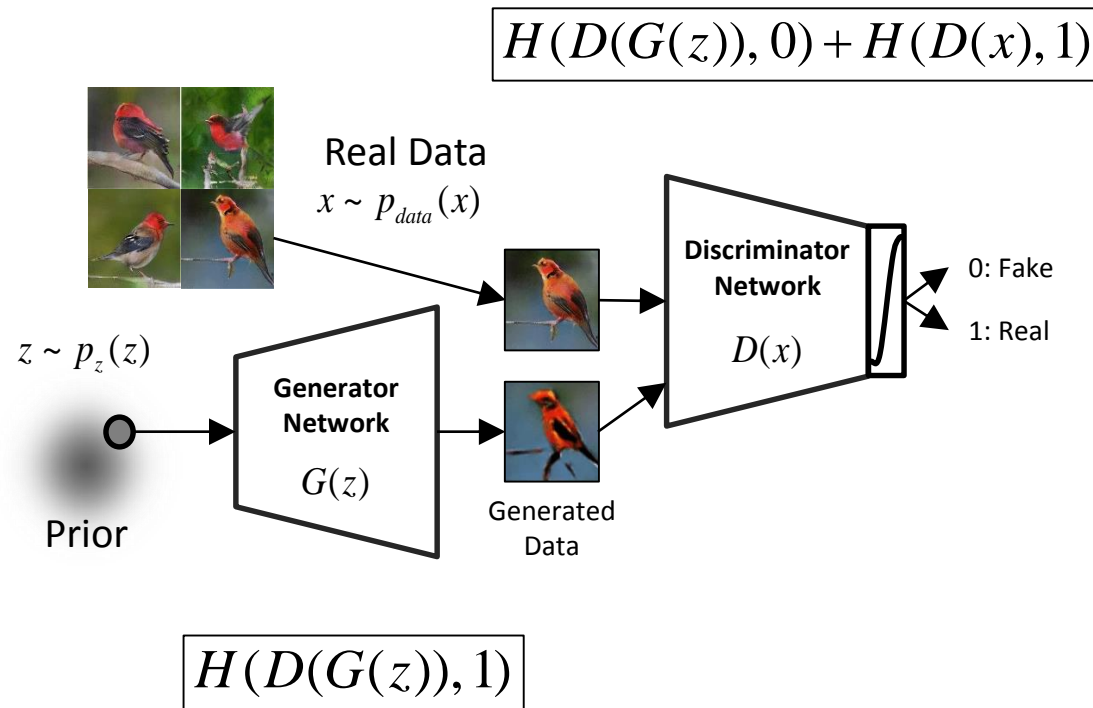 H(D(G(z)),0)+H(D(x),1)
Real Data
x ~ p_data(x)
Discriminator
Network
D(x)
0: Fake
1: Real
z ~ p_z(z)
Generator
Network
G(z)
Prior
Generated
Data
H(D(G(z)),1)